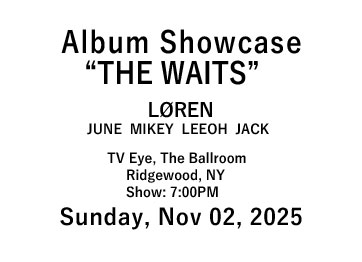 Album Showcase
“THE WAITS”
LØREN
JUNE MIKEY LEEOH JACK
TV Eye, The Ballroom
Ridgewood, NY
Show: 7:00PM
Sunday, Nov 02, 2025